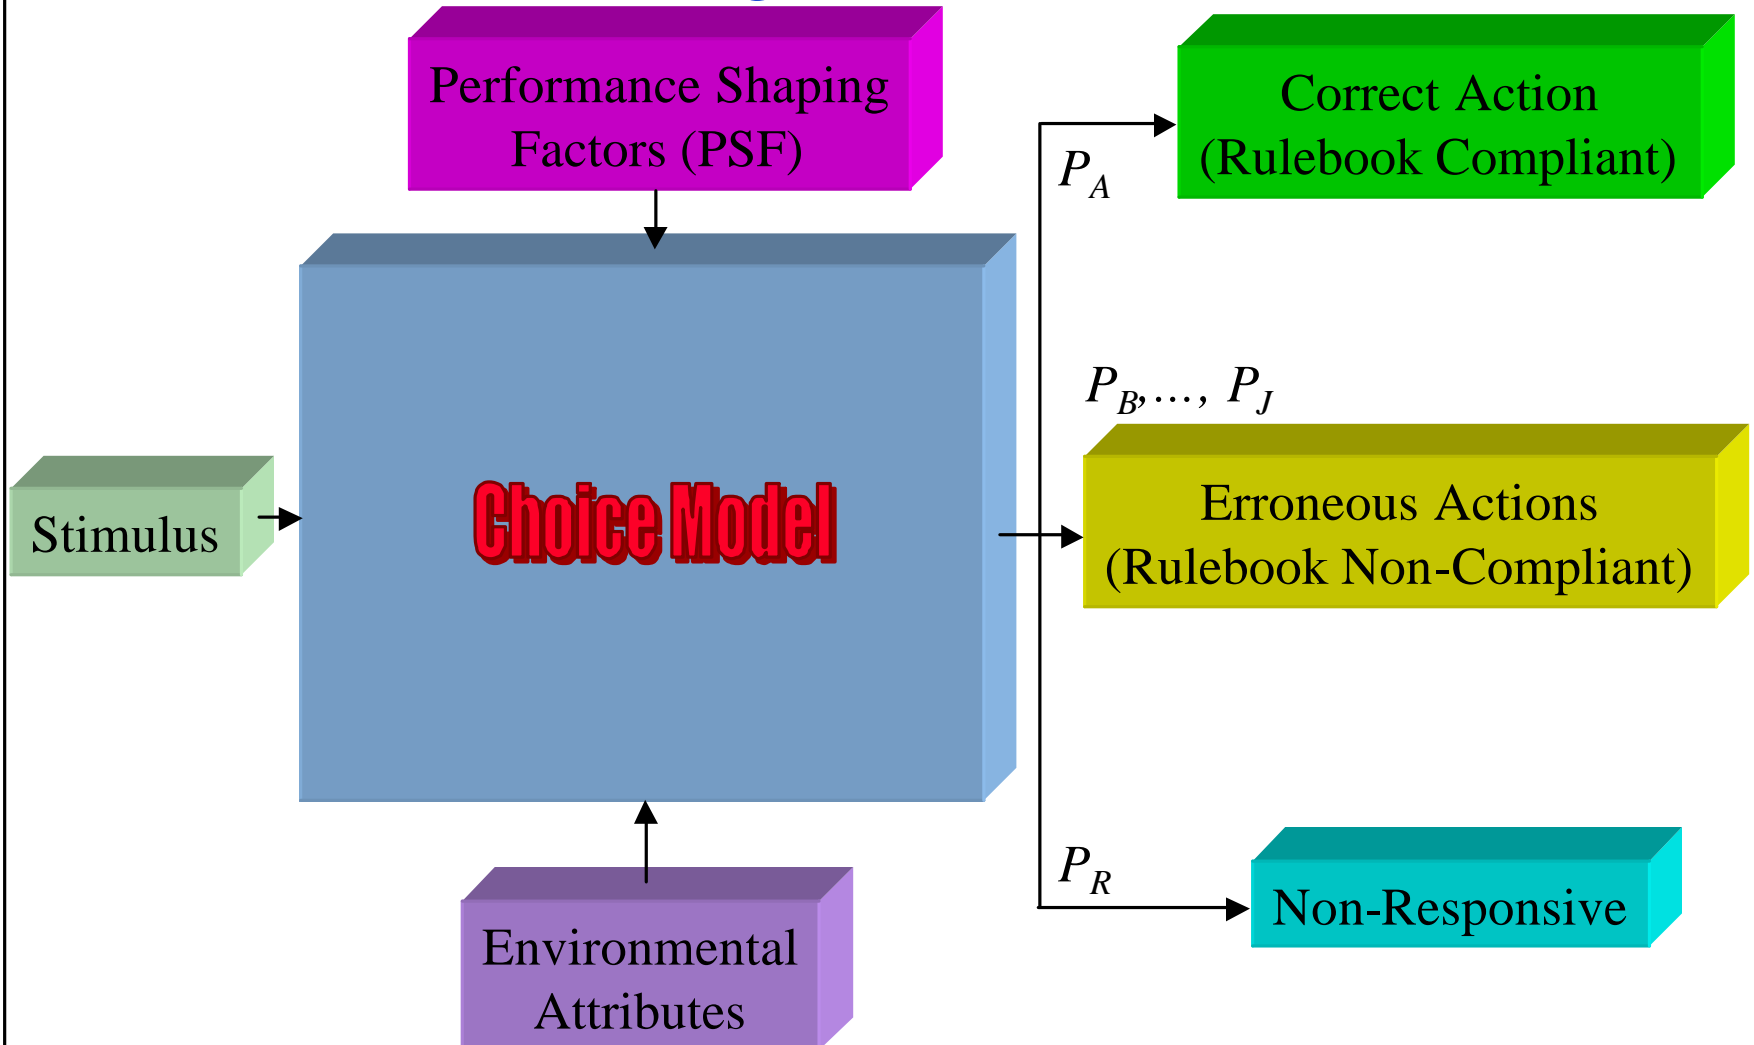 Performance Shaping
Factors (PSF)
Correct Action
(Rulebook Compliant)
P_A
P_B,..., P_J
Stimulus
Choice Model
Erroneous Actions
(Rulebook Non-Compliant)
P_R
Non-Responsive
Environmental
Attributes